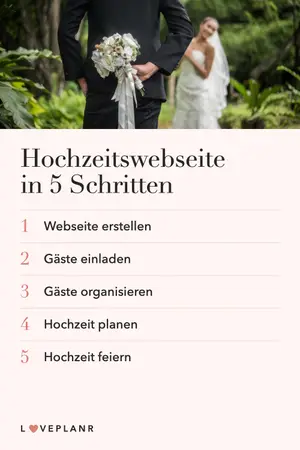 Hochzeitswebseite
in 5 Schritten
1 Webseite erstellen
2 Gäste einladen
3 Gäste organisieren
4 Hochzeit planen
5 Hochzeit feiern
L♥VEPLANR